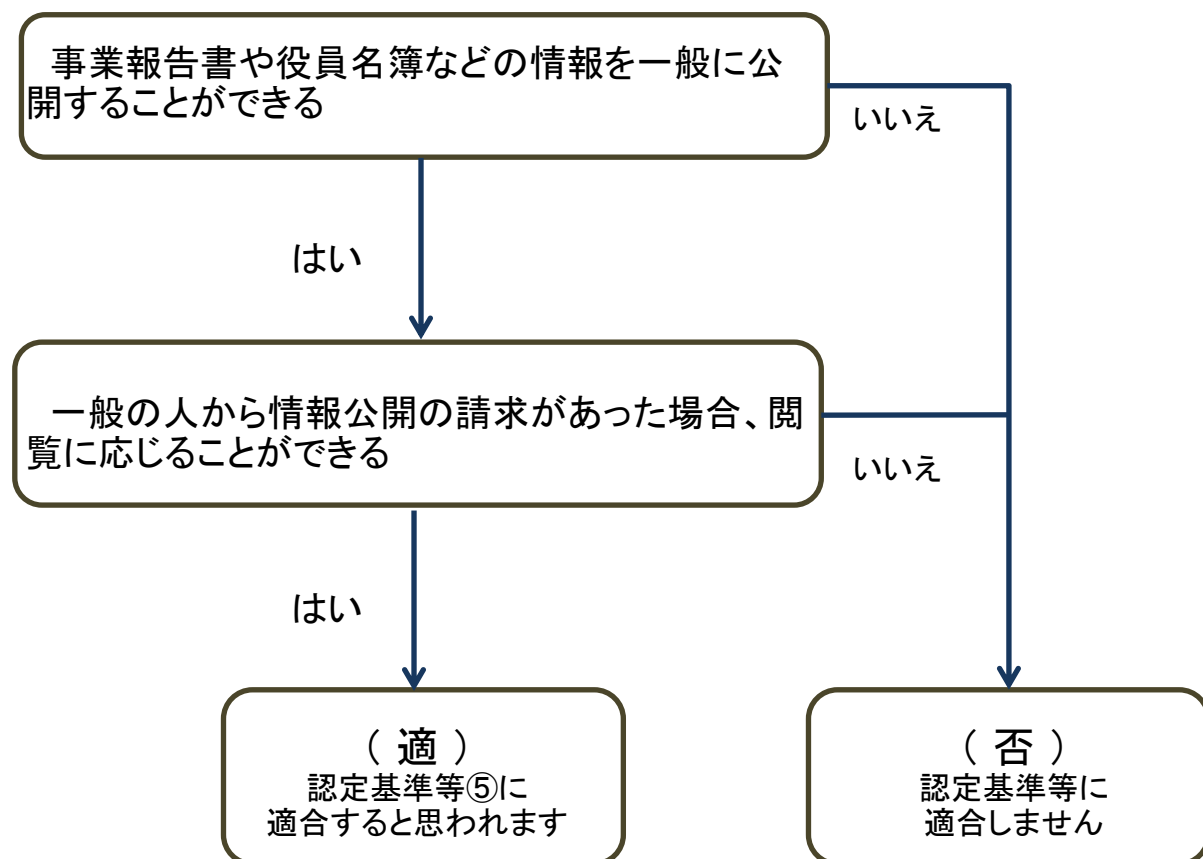 事業報告書や役員名簿などの情報を一般に公
開することができる
いいえ
はい
一般の人から情報公開の請求があった場合、閲
覧に応じることができる
いいえ
はい
（ 適 ）
認定基準等⑤に
適合すると思われます
（ 否 ）
認定基準等に
適合しません